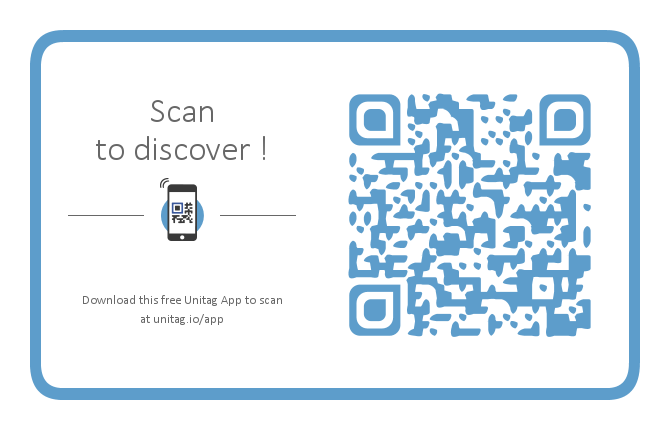 Scan
to discover !
Download this free Unitag App to scan
at unitag.io/app